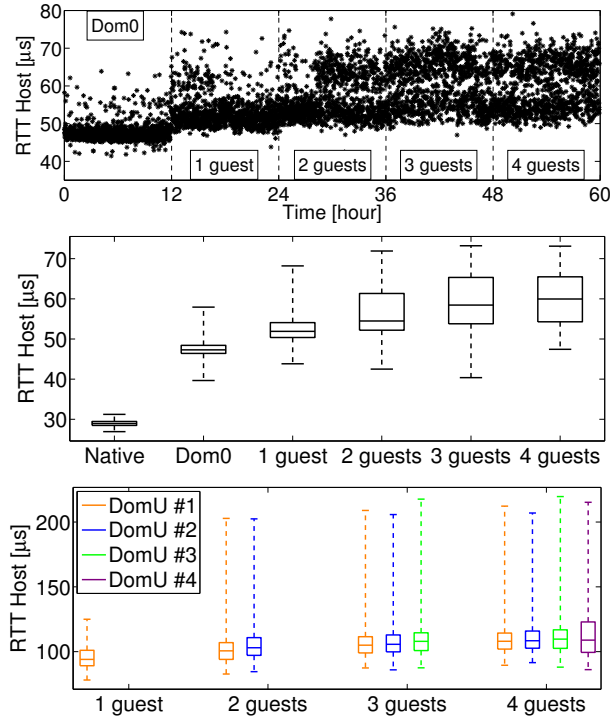 80
70
60
50
40
RTT Host [µs]
Dom0
1 guest
2 guests
3 guests
4 guests
0 12 24 36 48 60
Time [hour]
70
60
50
40
30
RTT Host [µs]
Native Dom0 1 guest 2 guests 3 guests 4 guests
200
150
100
RTT Host [µs]
DomU #1
DomU #2
DomU #3
DomU #4
1 guest 2 guests 3 guests 4 guests